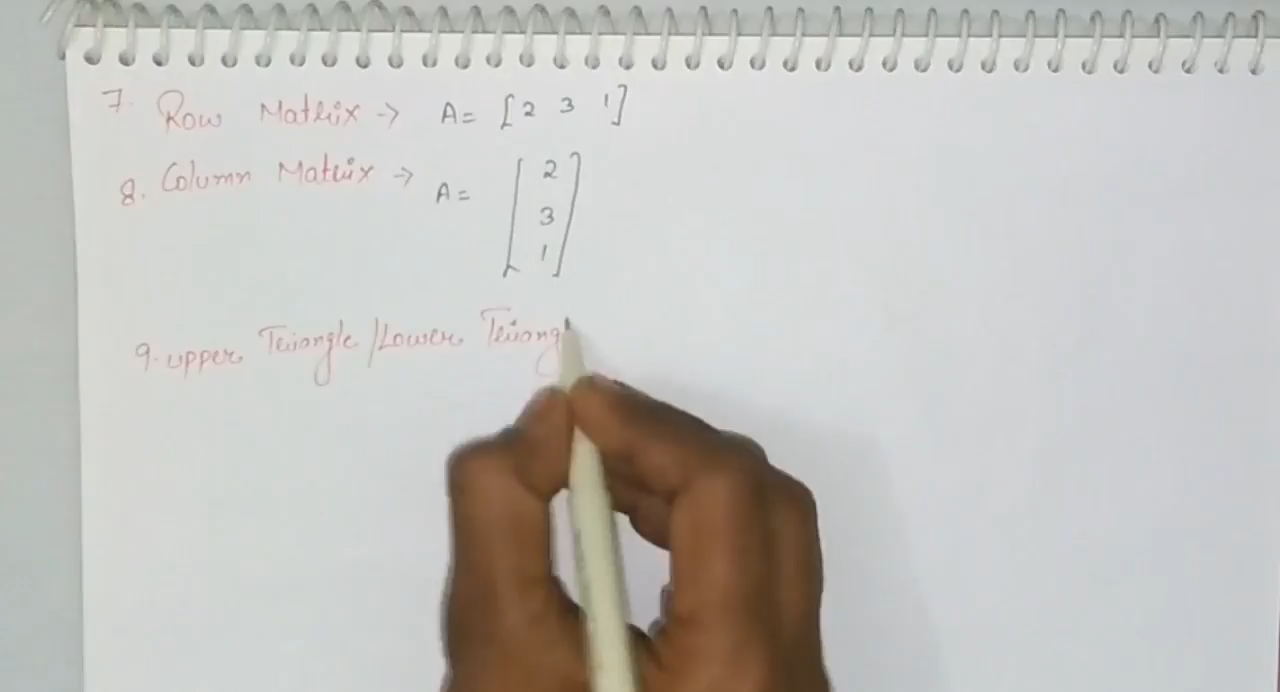 7. Row Matrix → A = [2 3 1]
8. Column Matrix → A = [2
3
1]
9. upper Triangle / Lower Triang